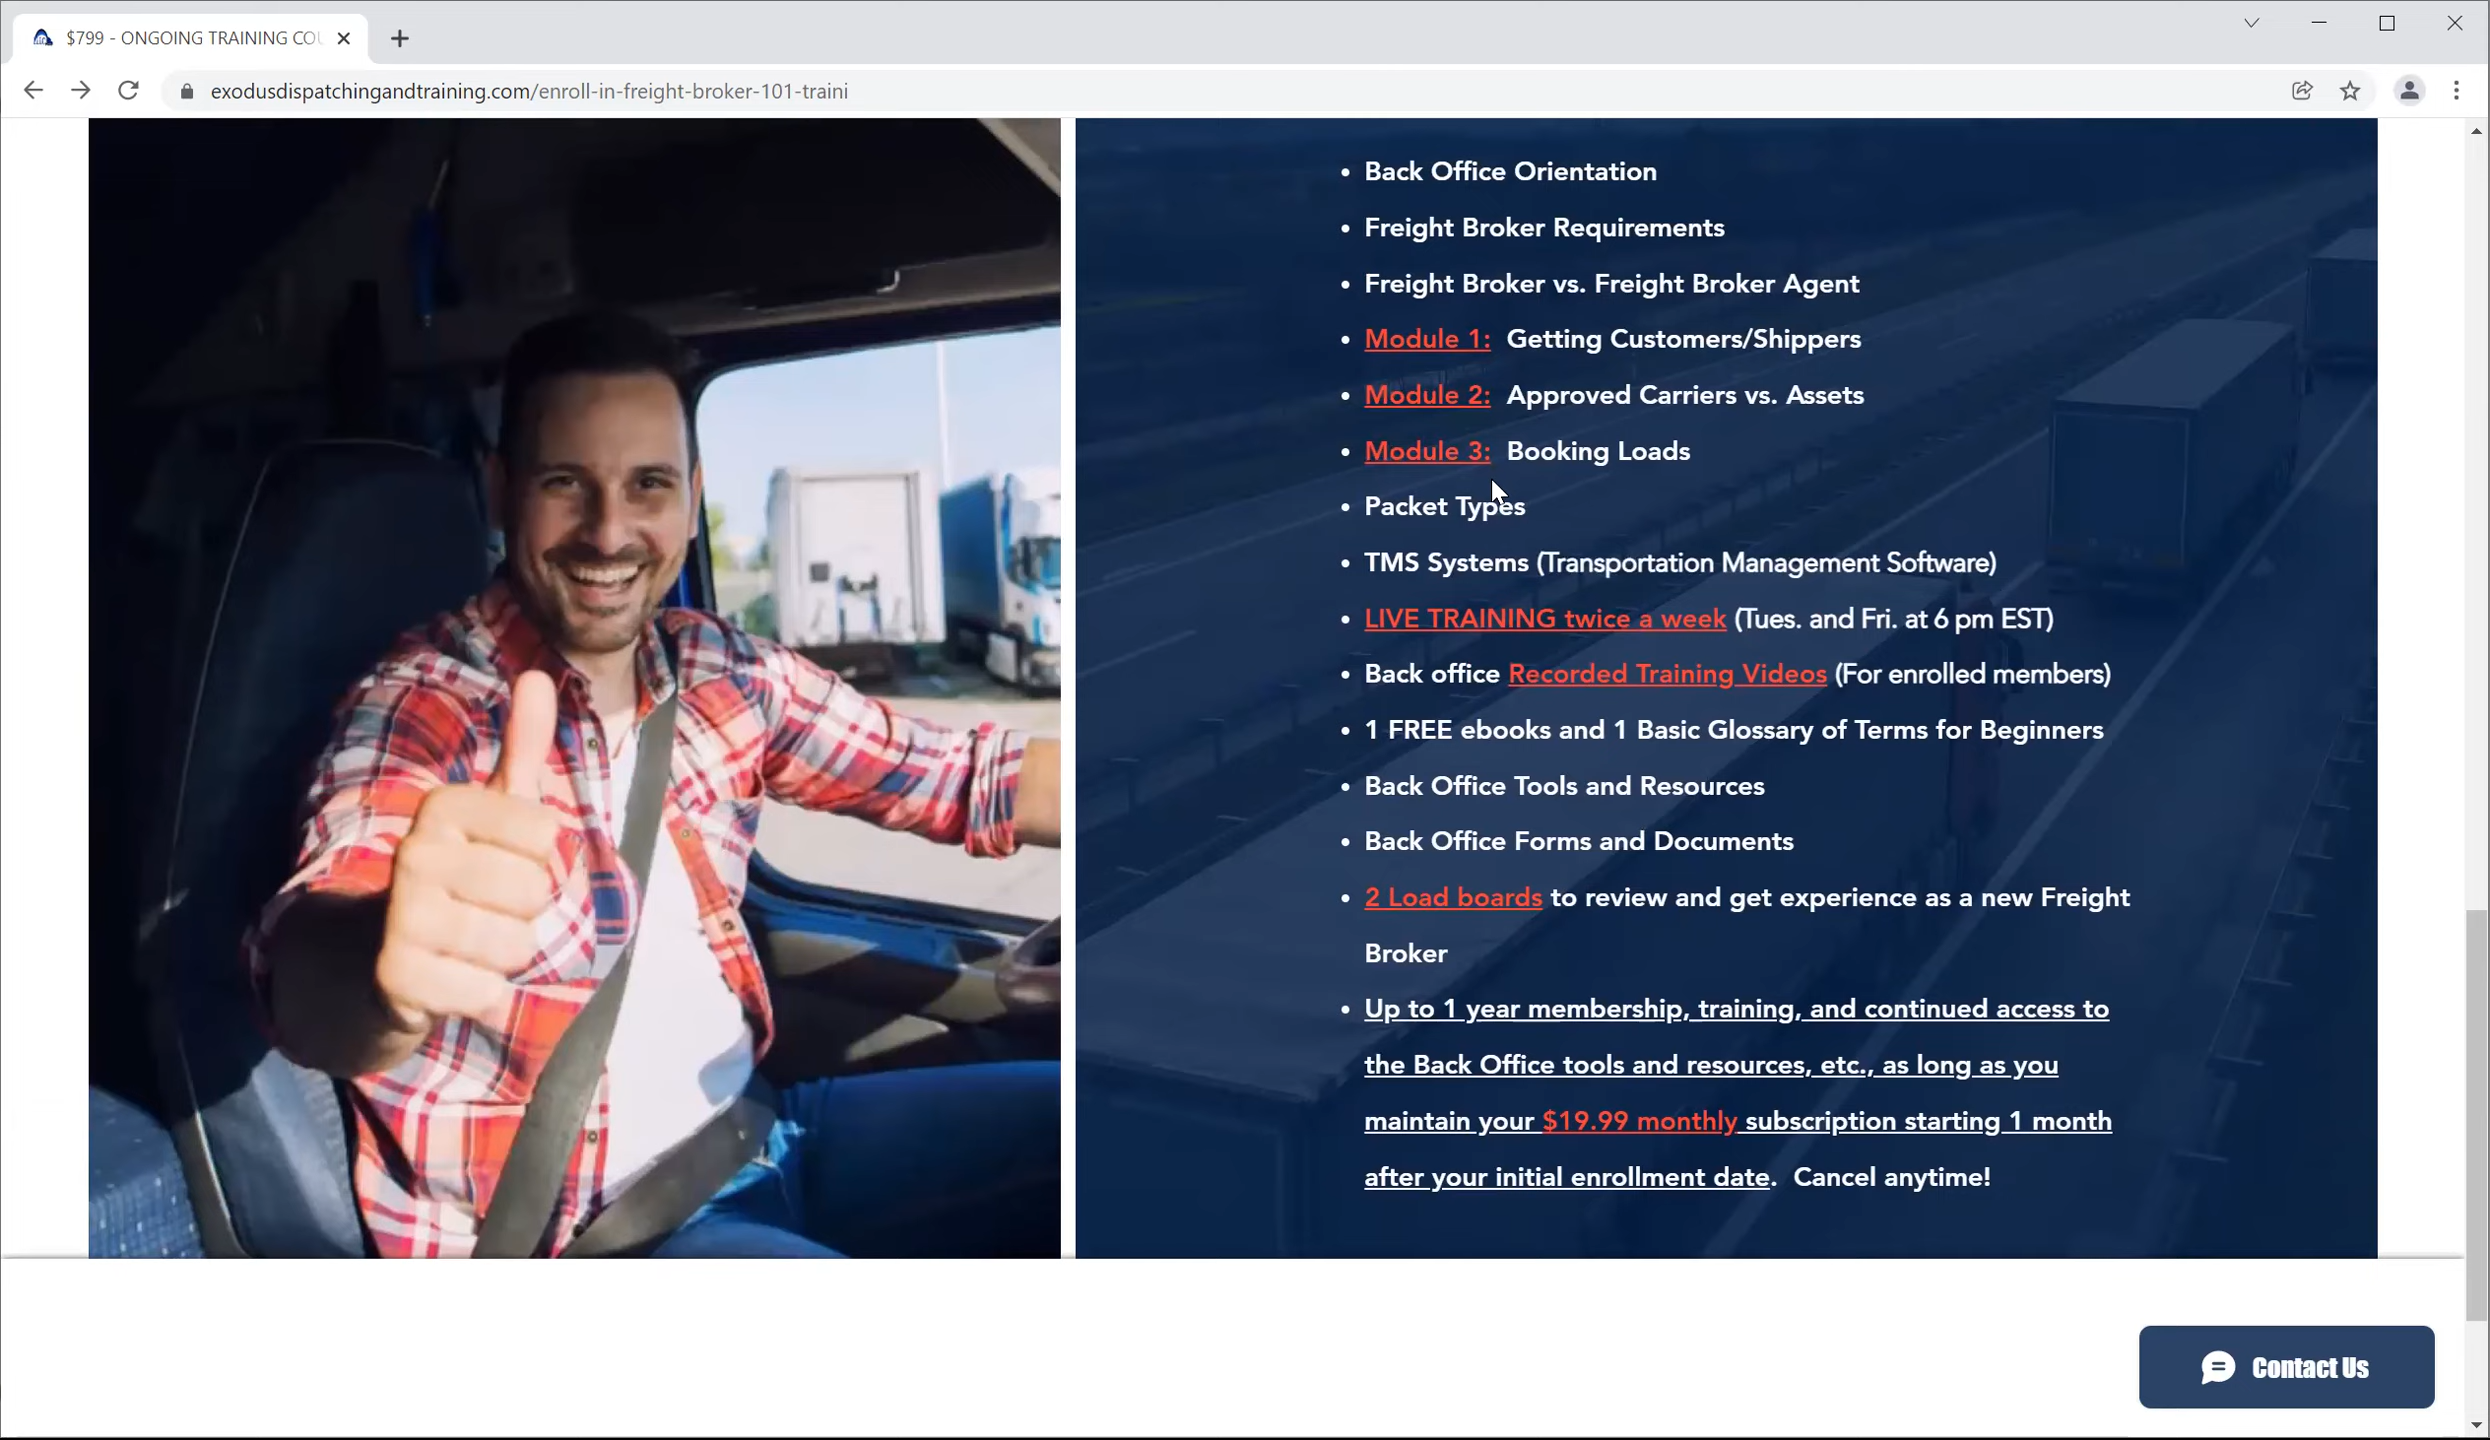 $799 - ONGOING TRAINING COU
exodusdispatchingandtraining.com/enroll-in-freight-broker-101-traini
• Back Office Orientation
• Freight Broker Requirements
• Freight Broker vs. Freight Broker Agent
• Module 1: Getting Customers/Shippers
• Module 2: Approved Carriers vs. Assets
• Module 3: Booking Loads
• Packet Types
• TMS Systems (Transportation Management Software)
• LIVE TRAINING twice a week (Tues. and Fri. at 6 pm EST)
• Back office Recorded Training Videos (For enrolled members)
• 1 FREE ebooks and 1 Basic Glossary of Terms for Beginners
• Back Office Tools and Resources
• Back Office Forms and Documents
• 2 Load boards to review and get experience as a new Freight
Broker
• Up to 1 year membership, training, and continued access to
the Back Office tools and resources, etc., as long as you
maintain your $19.99 monthly subscription starting 1 month
after your initial enrollment date. Cancel anytime!
Contact Us